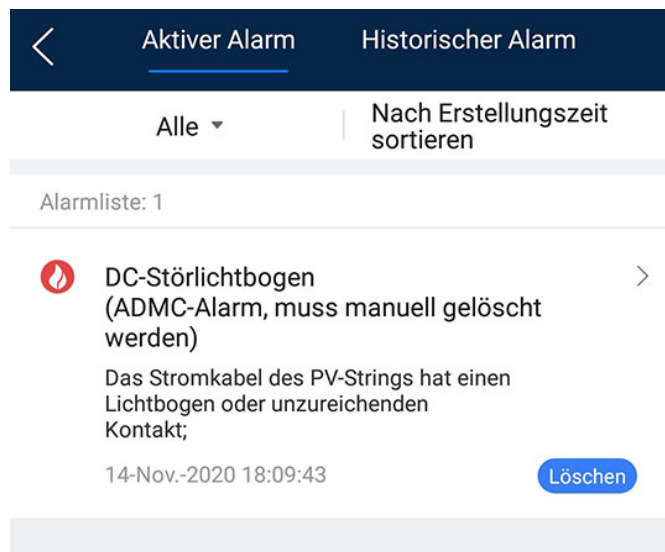 Aktiver Alarm Historischer Alarm
Alle Nach Erstellungszeit
sortieren
Alarmliste: 1
DC-Störlichtbogen
(ADMC-Alarm, muss manuell gelöscht
werden)
Das Stromkabel des PV-Strings hat einen
Lichtbogen oder unzureichenden
Kontakt;
14-Nov.-2020 18:09:43 Löschen